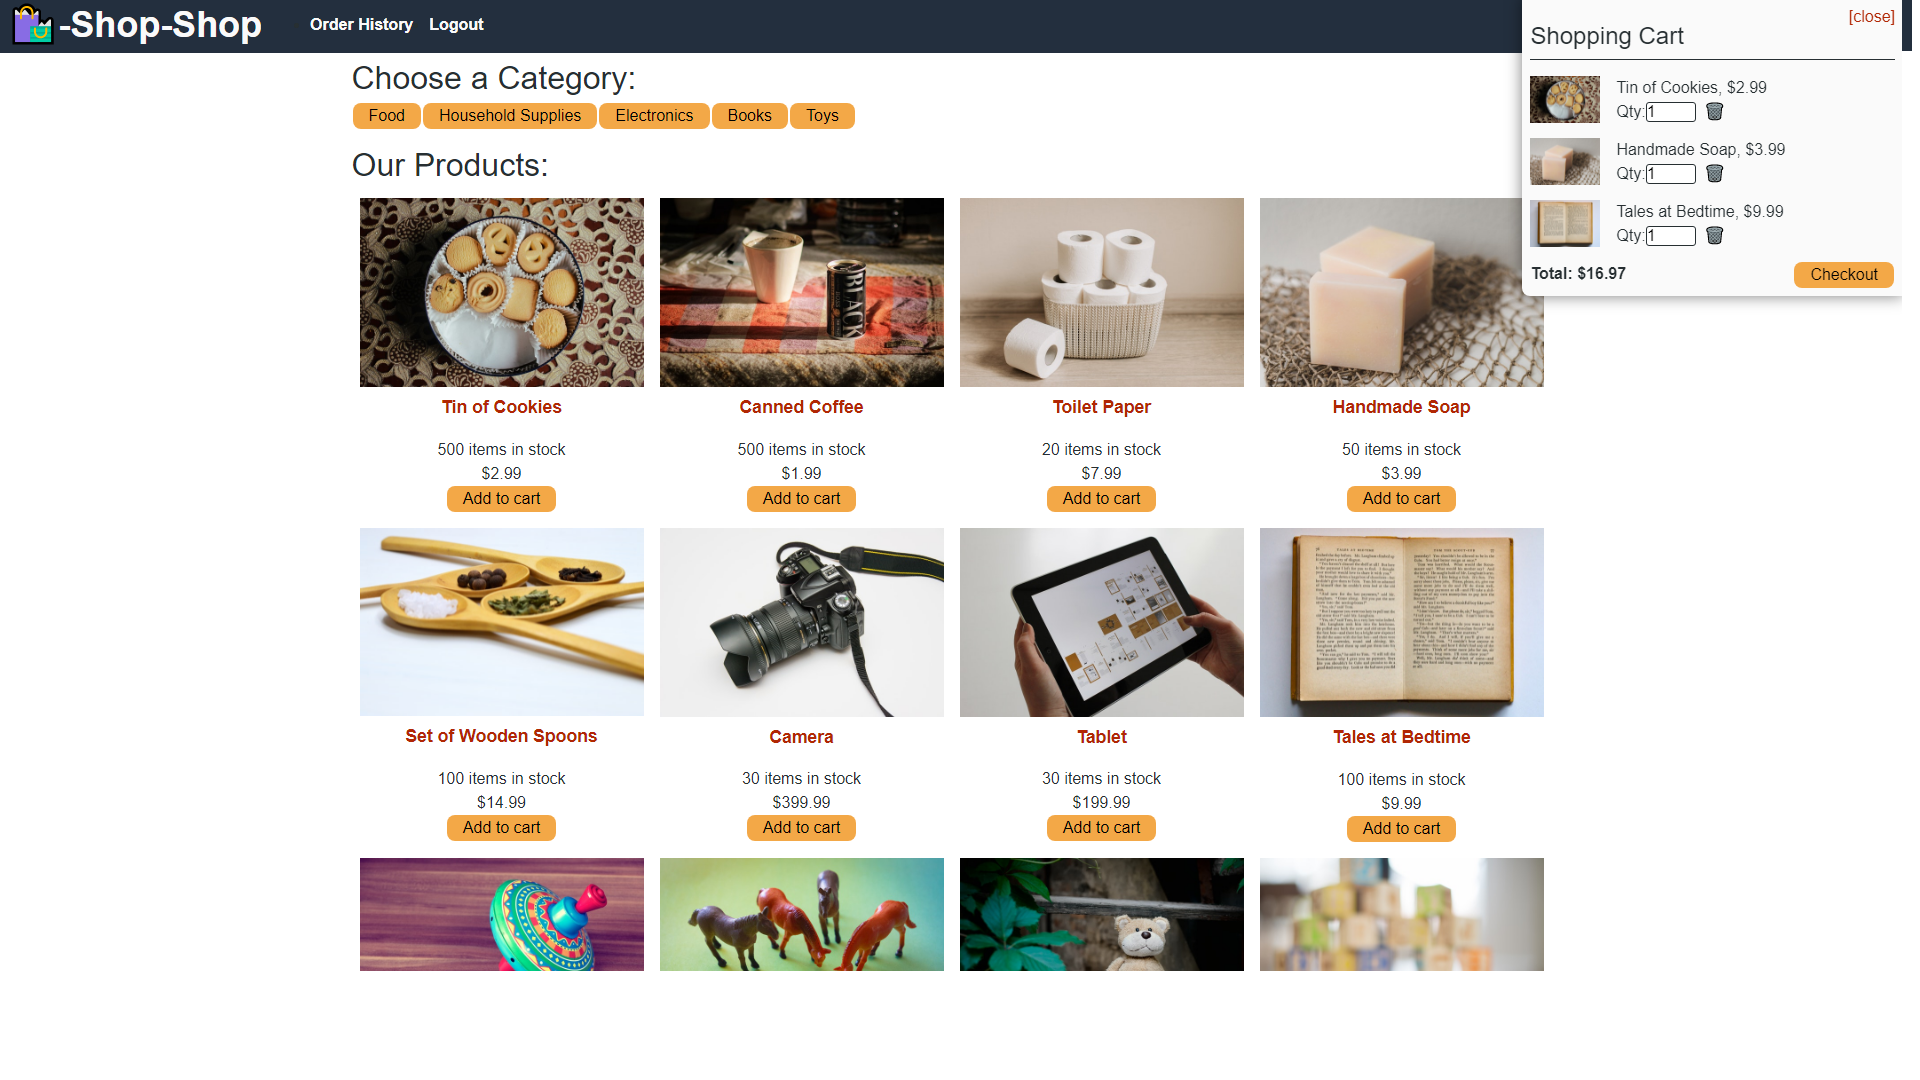 -Shop-Shop
Order History
Logout
[close]
Shopping Cart
Tin of Cookies, $2.99
Qty: 1
Handmade Soap, $3.99
Qty: 1
Tales at Bedtime, $9.99
Qty: 1
Total: $16.97
Checkout
Choose a Category:
Food
Household Supplies
Electronics
Books
Toys
Our Products:
BLACK
Tin of Cookies
500 items in stock
$2.99
Add to cart
Canned Coffee
500 items in stock
$1.99
Add to cart
Toilet Paper
20 items in stock
$7.99
Add to cart
Handmade Soap
50 items in stock
$3.99
Add to cart
Set of Wooden Spoons
100 items in stock
$14.99
Add to cart
Camera
30 items in stock
$399.99
Add to cart
Tablet
30 items in stock
$199.99
Add to cart
TALES AT BEDTIME
Tales at Bedtime
100 items in stock
$9.99
Add to cart